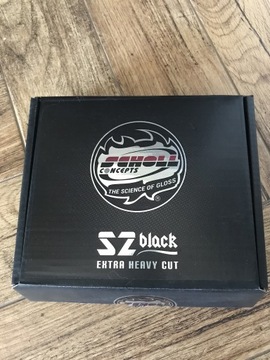 SCHOLL
CONCEPTS
THE SCIENCE OF GLOSS
®
S2 black
EXTRA HEAVY CUT